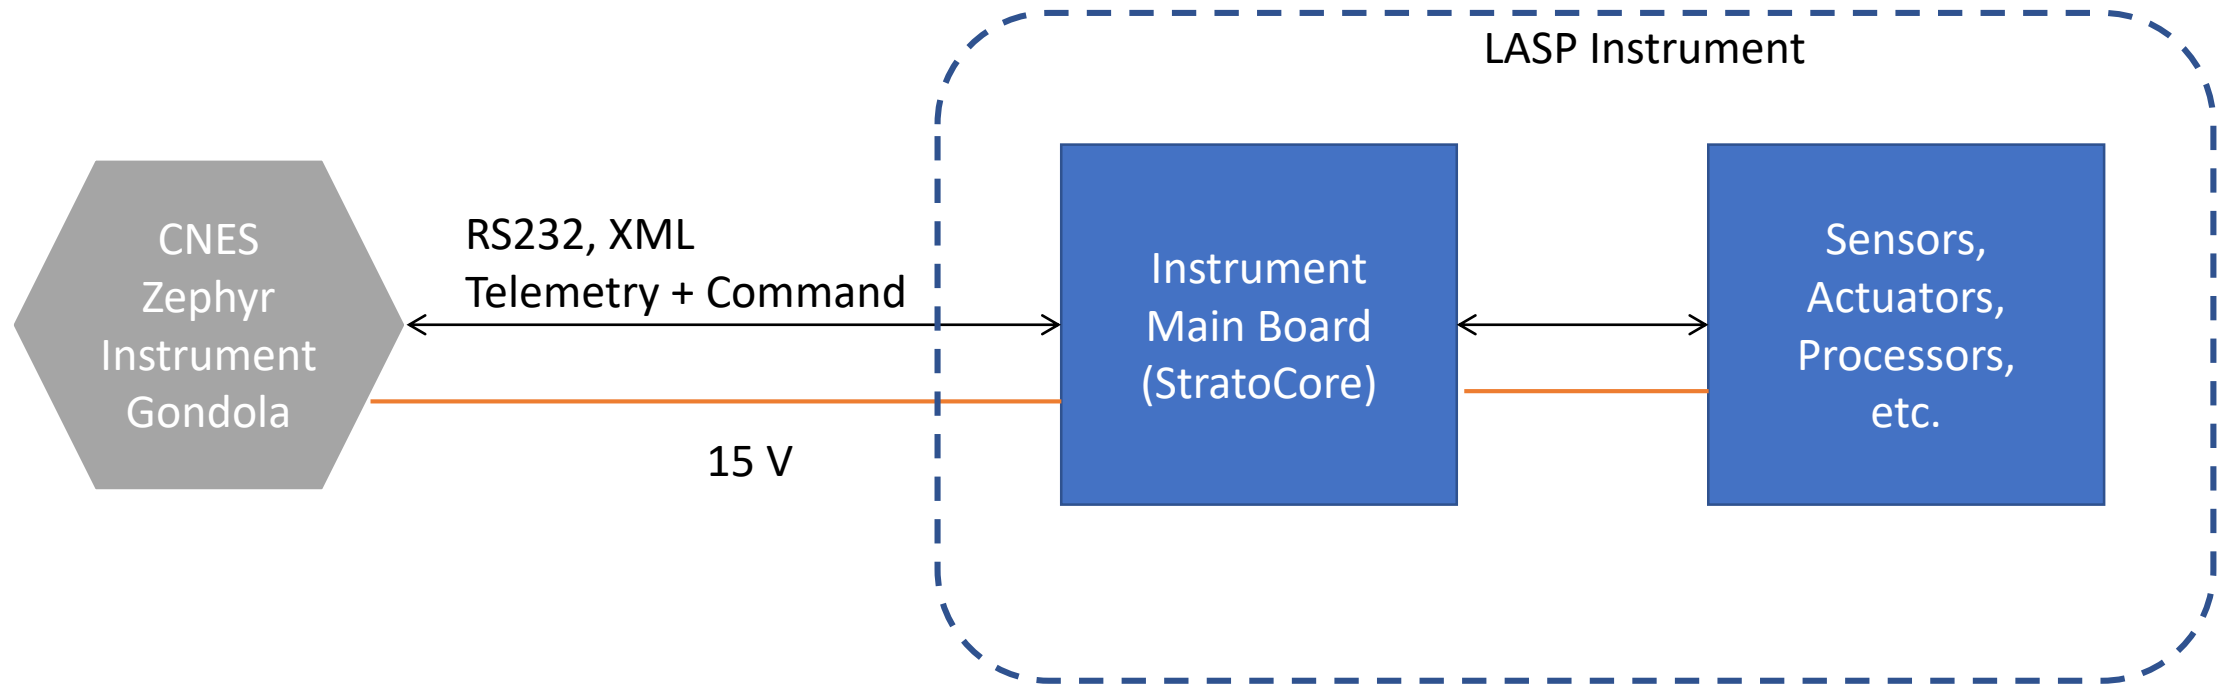 LASP Instrument
CNES
Zephyr
Instrument
Gondola
RS232, XML
Telemetry + Command
15 V
Instrument
Main Board
(StratoCore)
Sensors,
Actuators,
Processors,
etc.